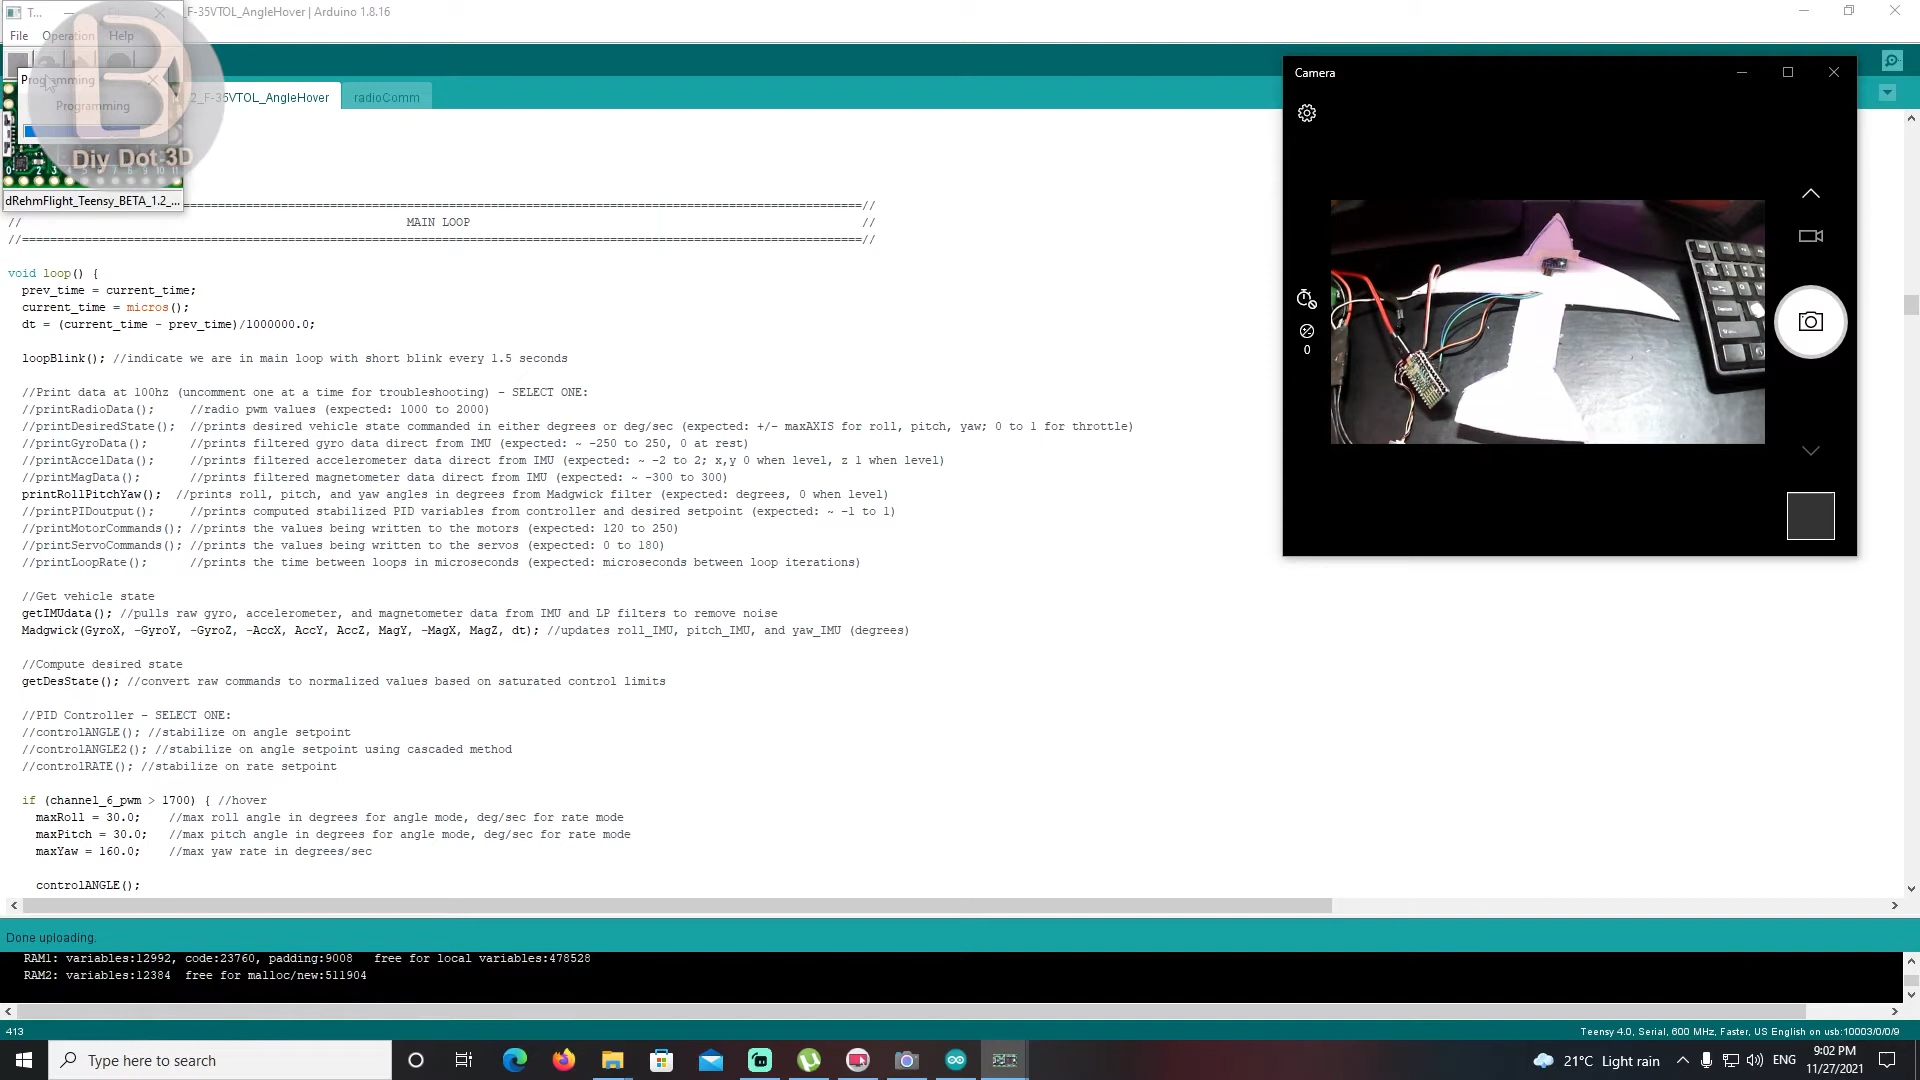 T...
_F-35VTOL_AngleHover | Arduino 1.8.16
File Operation Help
Programming
Programming
Diy Dot 3D
0 2 3 4 5 6 7 8 9 10 11
dRehmFlight_Teensy_BETA_1.2_...
2_F-35VTOL_AngleHover radioComm
============================================//
// MAIN LOOP //
//============================================//
void loop() {
prev_time = current_time;
current_time = micros();
dt = (current_time - prev_time)/1000000.0;
loopBlink(); //indicate we are in main loop with short blink every 1.5 seconds
//Print data at 100hz (uncomment one at a time for troubleshooting) - SELECT ONE:
//printRadioData(); //radio pwm values (expected: 1000 to 2000)
//printDesiredState(); //prints desired vehicle state commanded in either degrees or deg/sec (expected: +/- maxAXIS for roll, pitch, yaw; 0 to 1 for throttle)
//printGyroData(); //prints filtered gyro data direct from IMU (expected: ~ -250 to 250, 0 at rest)
//printAccelData(); //prints filtered accelerometer data direct from IMU (expected: ~ -2 to 2; x,y 0 when level, z 1 when level)
//printMagData(); //prints filtered magnetometer data direct from IMU (expected: ~ -300 to 300)
printRollPitchYaw(); //prints roll, pitch, and yaw angles in degrees from Madgwick filter (expected: degrees, 0 when level)
//printPIDoutput(); //prints computed stabilized PID variables from controller and desired setpoint (expected: ~ -1 to 1)
//printMotorCommands(); //prints the values being written to the motors (expected: 120 to 250)
//printServoCommands(); //prints the values being written to the servos (expected: 0 to 180)
//printLoopRate(); //prints the time between loops in microseconds (expected: microseconds between loop iterations)
//Get vehicle state
getIMUdata(); //pulls raw gyro, accelerometer, and magnetometer data from IMU and LP filters to remove noise
Madgwick(GyroX, -GyroY, -GyroZ, -AccX, AccY, AccZ, MagY, -MagX, MagZ, dt); //updates roll_IMU, pitch_IMU, and yaw_IMU (degrees)
//Compute desired state
getDesState(); //convert raw commands to normalized values based on saturated control limits
//PID Controller - SELECT ONE:
//controlANGLE(); //stabilize on angle setpoint
//controlANGLE2(); //stabilize on angle setpoint using cascaded method
//controlRATE(); //stabilize on rate setpoint
if (channel_6_pwm > 1700) { //hover
maxRoll = 30.0; //max roll angle in degrees for angle mode, deg/sec for rate mode
maxPitch = 30.0; //max pitch angle in degrees for angle mode, deg/sec for rate mode
maxYaw = 160.0; //max yaw rate in degrees/sec
controlANGLE();
Camera
0
Done uploading.
RAM1: variables:12992, code:23760, padding:9008 free for local variables:478528
RAM2: variables:12384 free for malloc/new:511904
413
Teensy 4.0, Serial, 600 MHz, Faster, US English on usb:10003/0/0/9
Type here to search
21°C Light rain
ENG
9:02 PM
11/27/2021